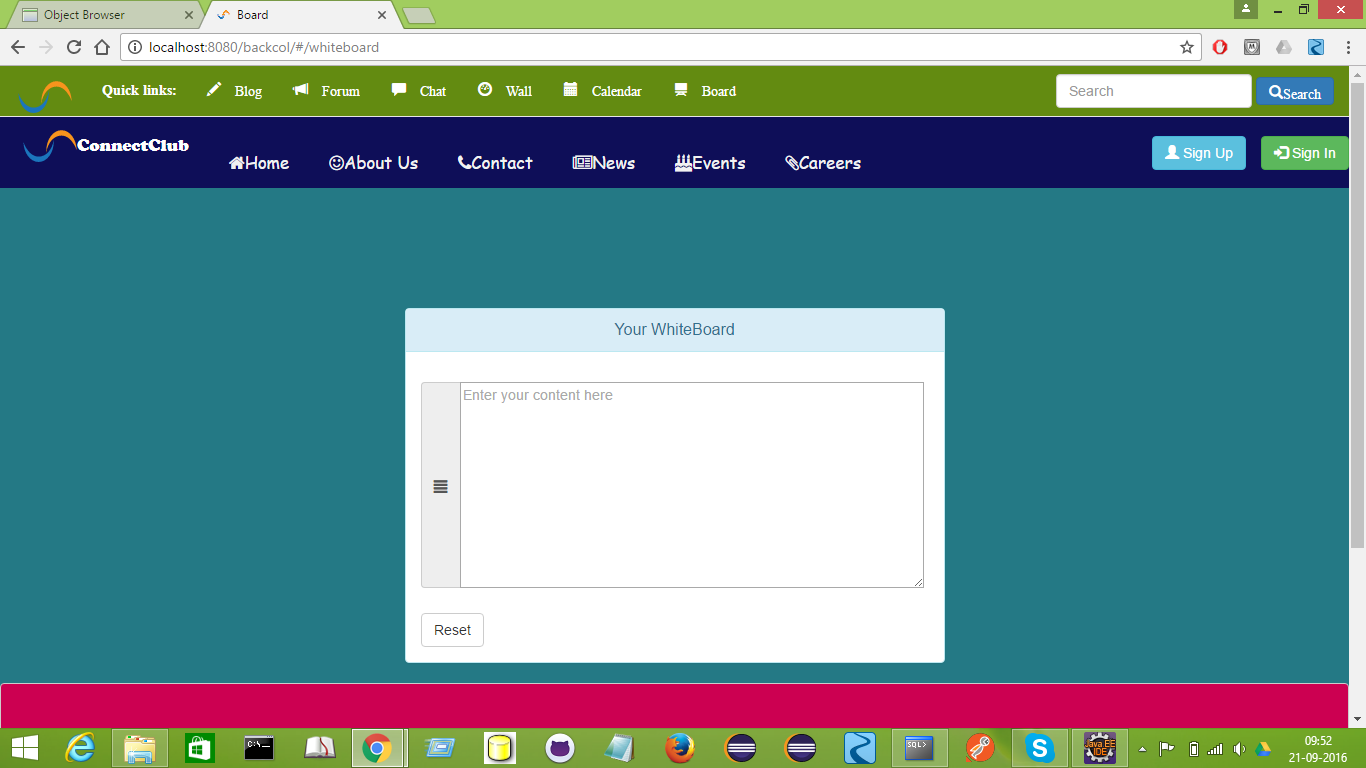 Object Browser
Board
localhost:8080/backcol/#/whiteboard
Quick links: Blog Forum Chat Wall Calendar Board
Search
Search
ConnectClub
Home About Us Contact News Events Careers
Sign Up
Sign In
Your WhiteBoard
Enter your content here
Reset
C:\_
SQL>
Java EE
IDE
09:52
21-09-2016